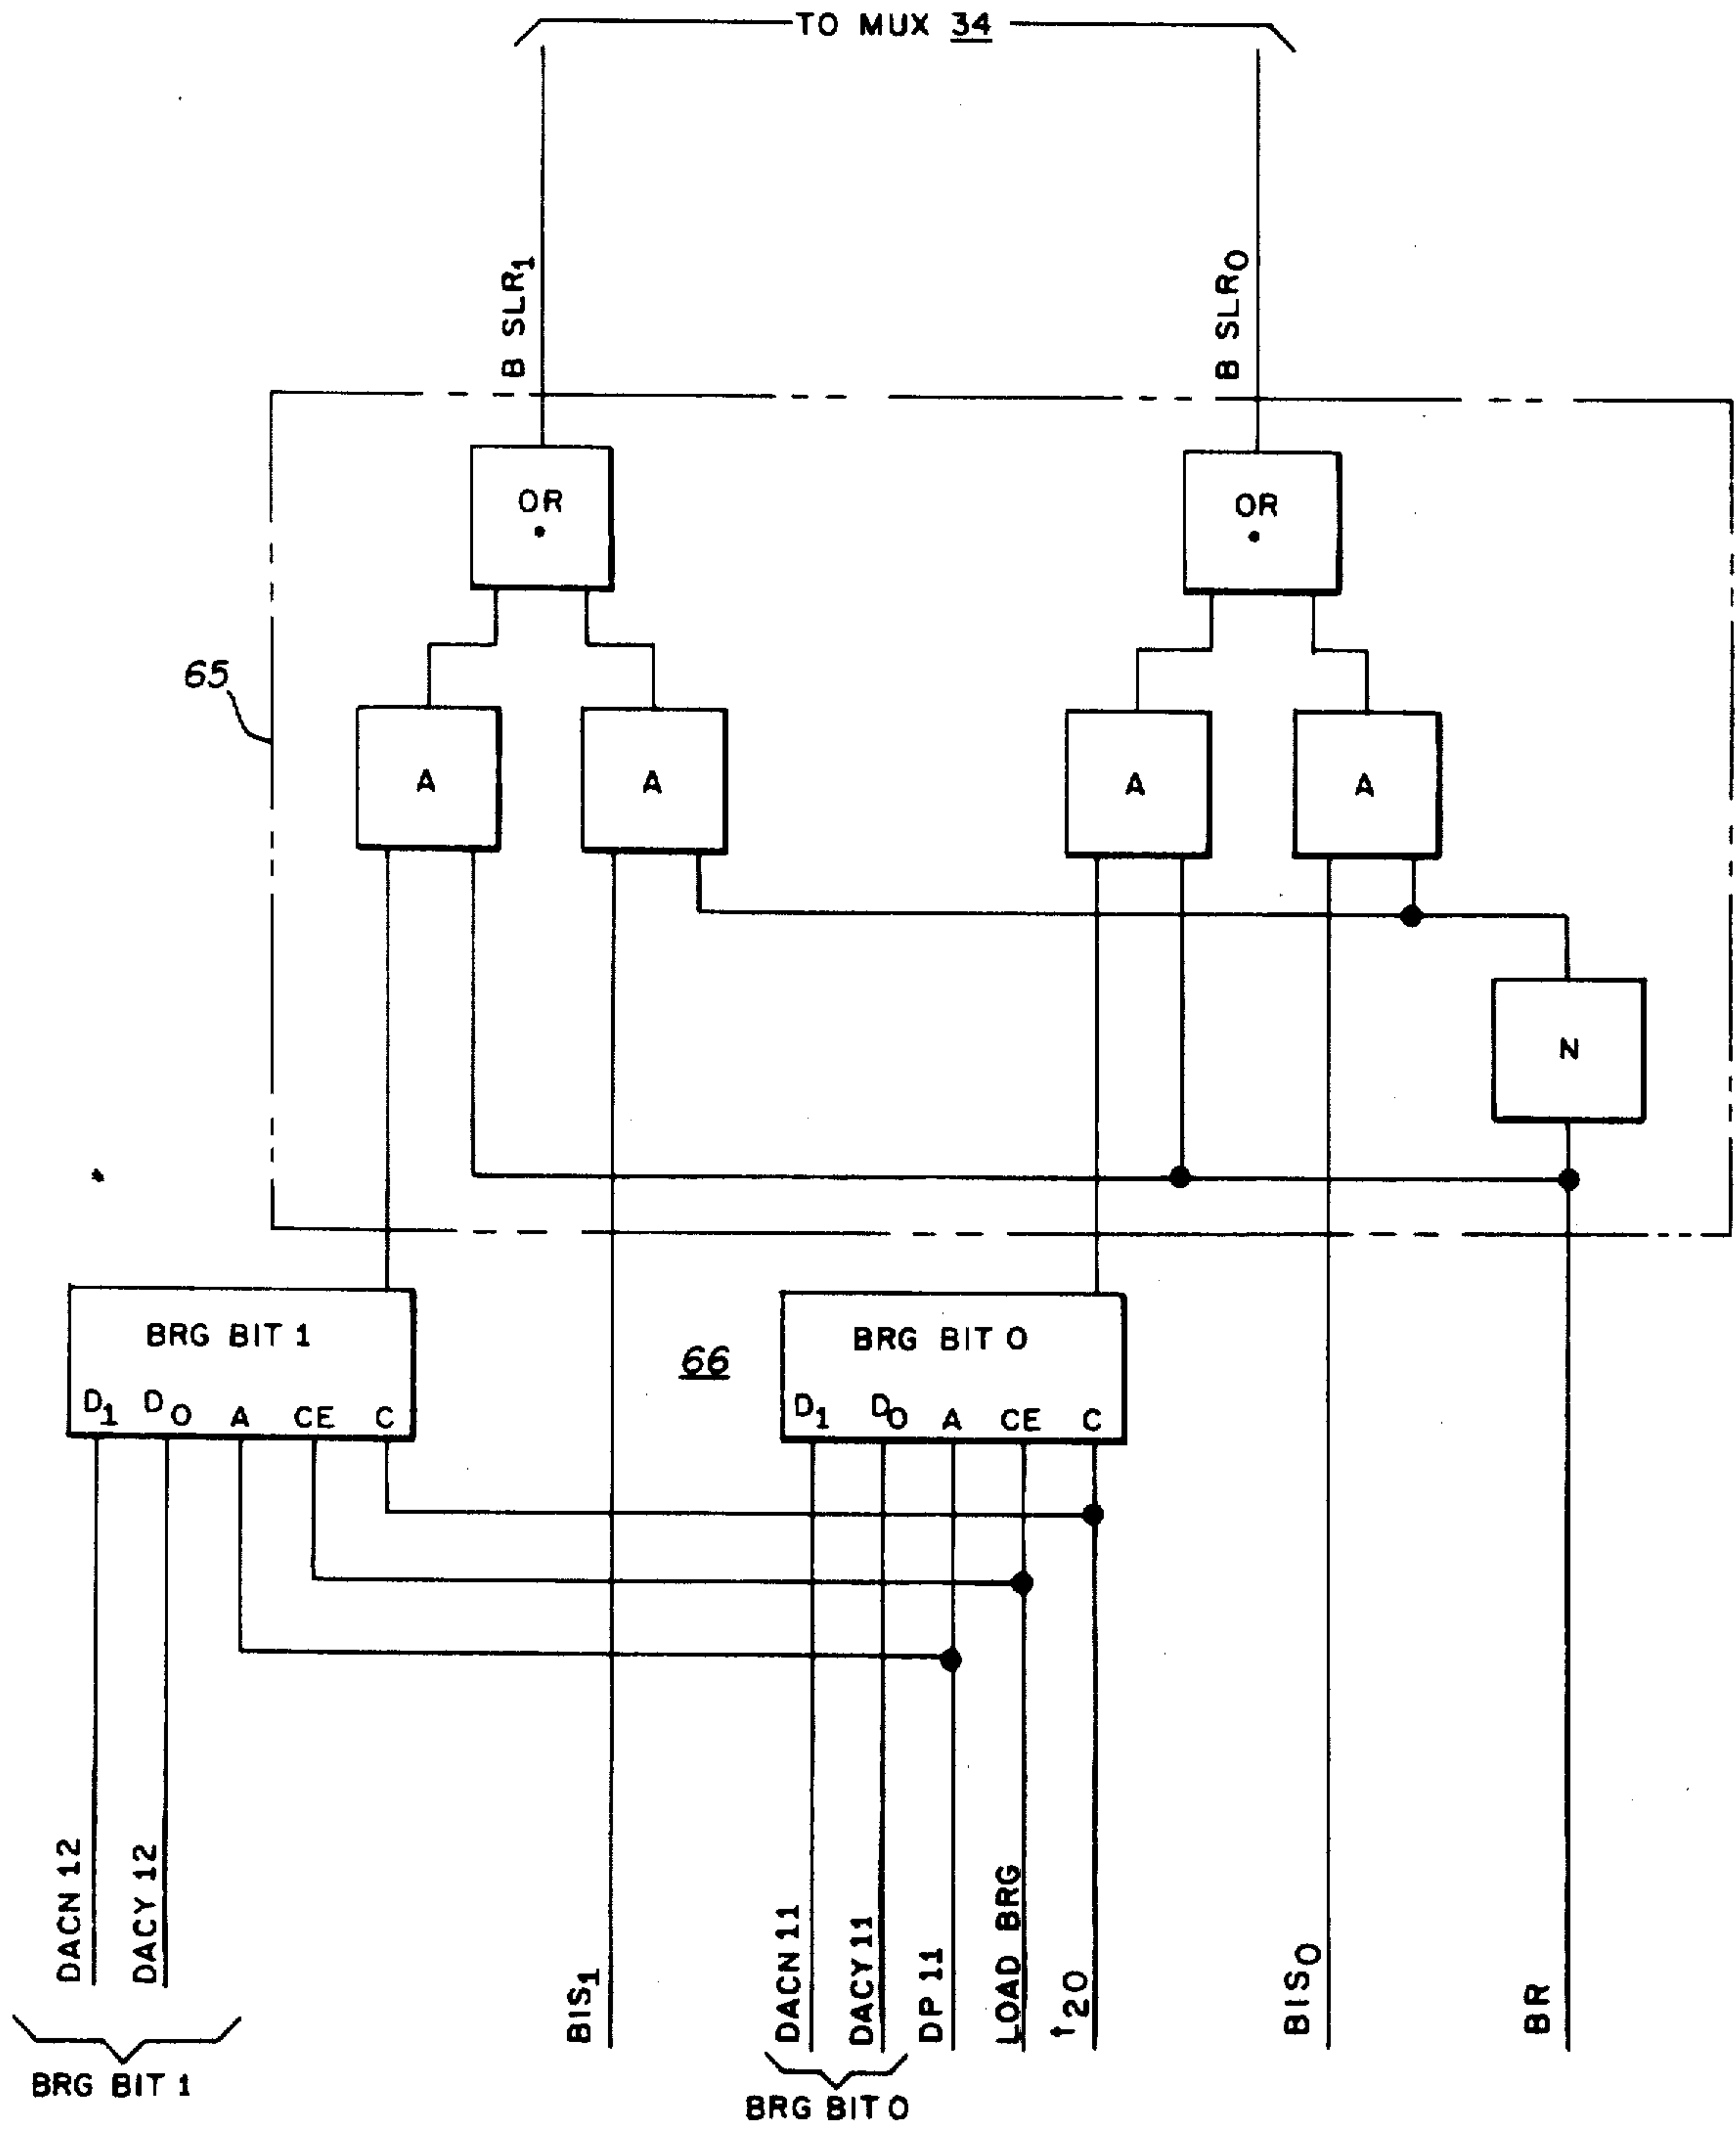 TO MUX 34
B SLR1
B SLR0
OR
OR
65
A
A
A
A
N
BRG BIT 1
D1 D0 A CE C
66
BRG BIT 0
D1 D0 A CE C
DACN 12
DACY 12
BIS1
DACN 11
DACY 11
DP 11
LOAD BRG
t20
BIS0
BR
BRG BIT 1
BRG BIT 0